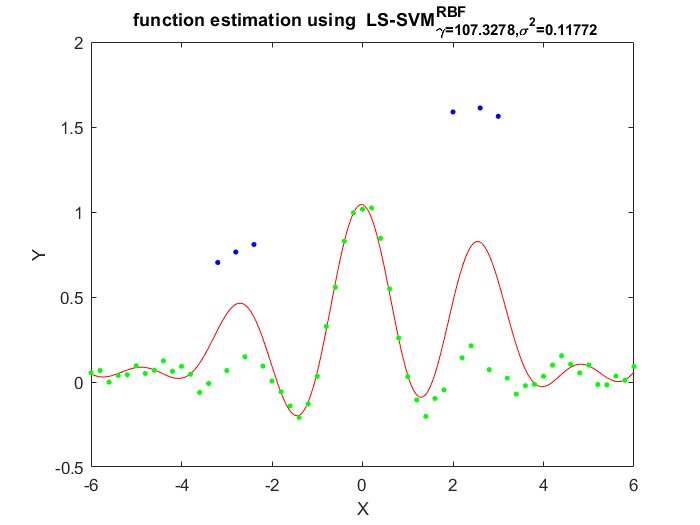 function estimation using LS-SVM^RBF_γ=107.3278,σ^2=0.11772
2
1.5
1
0.5
0
-0.5
Y
-6 -4 -2 0 2 4 6
X